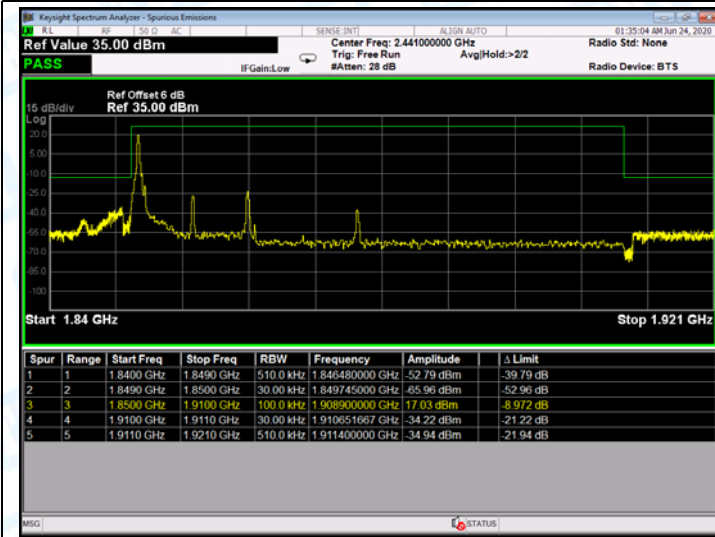 Keysight Spectrum Analyzer - Spurious Emissions
RL RF 50 Ω AC SENSE:INT ALIGN AUTO 01:35:04 AM Jun 24, 2020
Ref Value 35.00 dBm Center Freq: 2.441000000 GHz Radio Std: None
Trig: Free Run Avg|Hold:>2/2
PASS IFGain:Low #Atten: 28 dB Radio Device: BTS
Ref Offset 6 dB
15 dB/div Ref 35.00 dBm
Log
20.0
5.00
-10.0
-25.0
-40.0
-55.0
-70.0
-85.0
-100
Start 1.84 GHz Stop 1.921 GHz
Spur Range Start Freq Stop Freq RBW Frequency Amplitude Δ Limit
1 1 1.8400 GHz 1.8490 GHz 510.0 kHz 1.846480000 GHz -52.79 dBm -39.79 dB
2 2 1.8490 GHz 1.8500 GHz 30.00 kHz 1.849745000 GHz -65.96 dBm -52.96 dB
3 3 1.8500 GHz 1.9100 GHz 100.0 kHz 1.908900000 GHz 17.03 dBm -8.972 dB
4 4 1.9100 GHz 1.9110 GHz 30.00 kHz 1.910651667 GHz -34.22 dBm -21.22 dB
5 5 1.9110 GHz 1.9210 GHz 510.0 kHz 1.911400000 GHz -34.94 dBm -21.94 dB
MSG STATUS